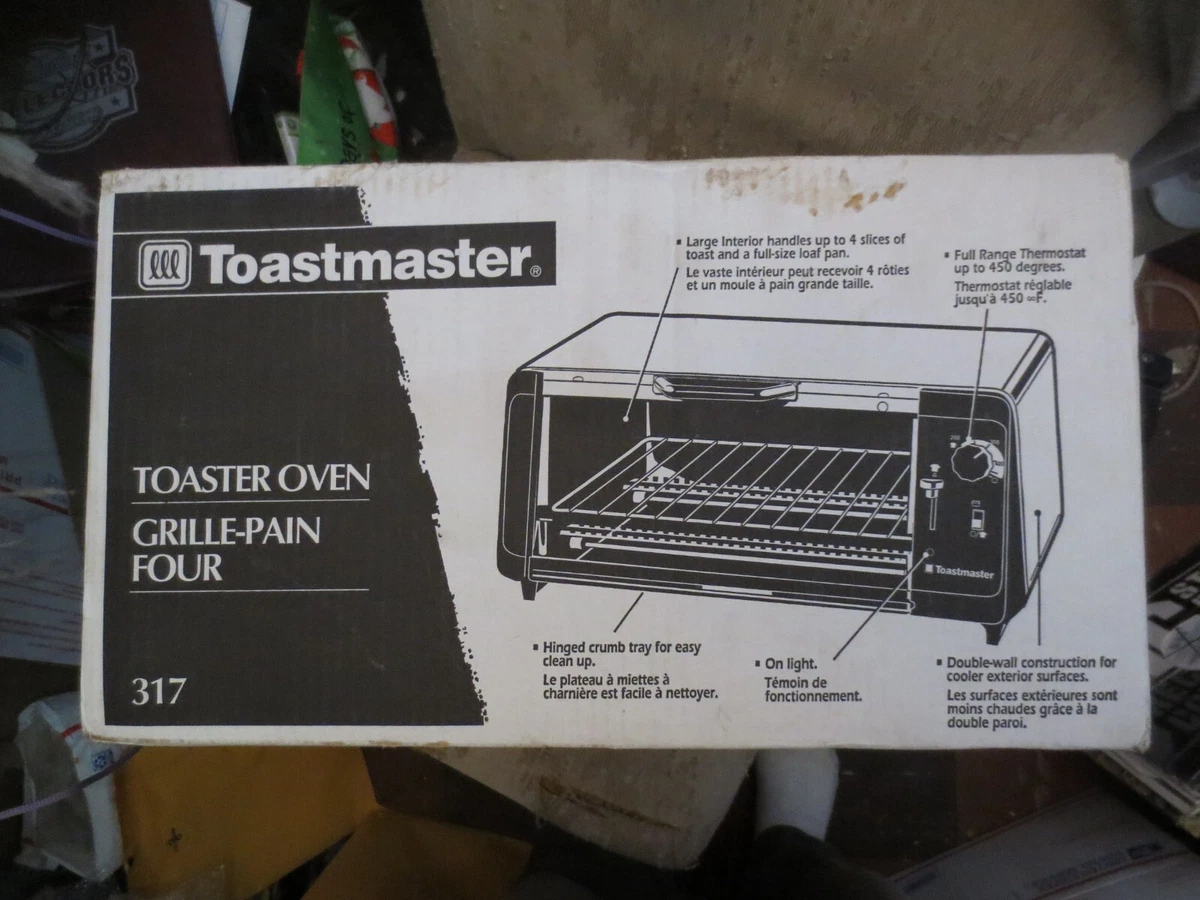 Toastmaster®
TOASTER OVEN
GRILLE-PAIN
FOUR
317
▪ Large Interior handles up to 4 slices of
toast and a full-size loaf pan.
Le vaste intérieur peut recevoir 4 rôties
et un moule à pain grande taille.
▪ Full Range Thermostat
up to 450 degrees.
Thermostat réglable
jusqu'à 450 ∞F.
Toastmaster
▪ Hinged crumb tray for easy
clean up.
Le plateau à miettes à
charnière est facile à nettoyer.
▪ On light.
Témoin de
fonctionnement.
▪ Double-wall construction for
cooler exterior surfaces.
Les surfaces extérieures sont
moins chaudes grâce à la
double paroi.